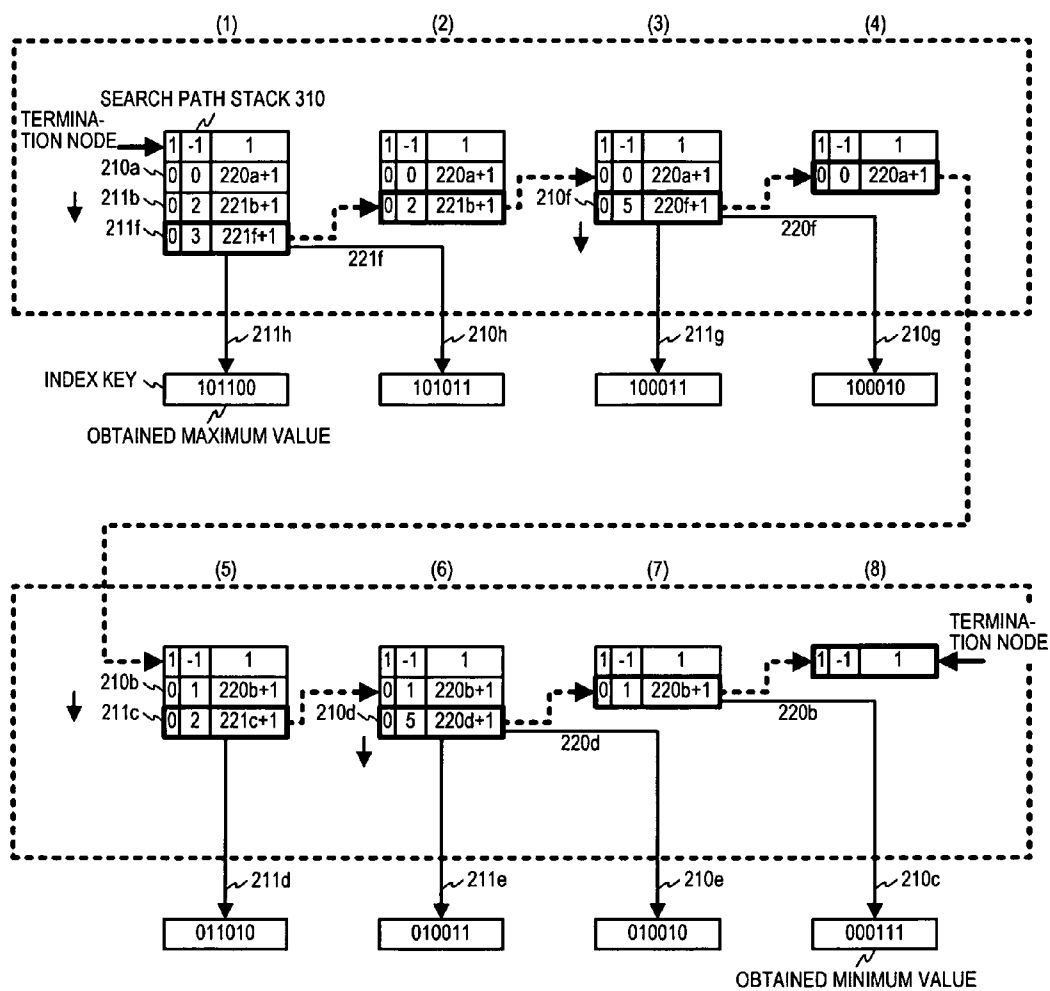 (1) (2) (3) (4)
SEARCH PATH STACK 310
TERMINA-
TION NODE
1 -1 1 1 -1 1 1 -1 1 1 -1 1
210a 0 0 220a+1 0 0 220a+1 0 0 220a+1 0 0 220a+1
211b 0 2 221b+1 0 2 221b+1 210f 0 5 220f+1
211f 0 3 221f+1
221f 220f
211h 210h 211g 210g
INDEX KEY 101100 101011 100011 100010
OBTAINED MAXIMUM VALUE
(5) (6) (7) (8)
TERMINA-
TION NODE
1 -1 1 1 -1 1 1 -1 1 1 -1 1
210b 0 1 220b+1 0 1 220b+1 0 1 220b+1
211c 0 2 221c+1 210d 0 5 220d+1
220d 220b
211d 211e 210e 210c
011010 010011 010010 000111
OBTAINED MINIMUM VALUE